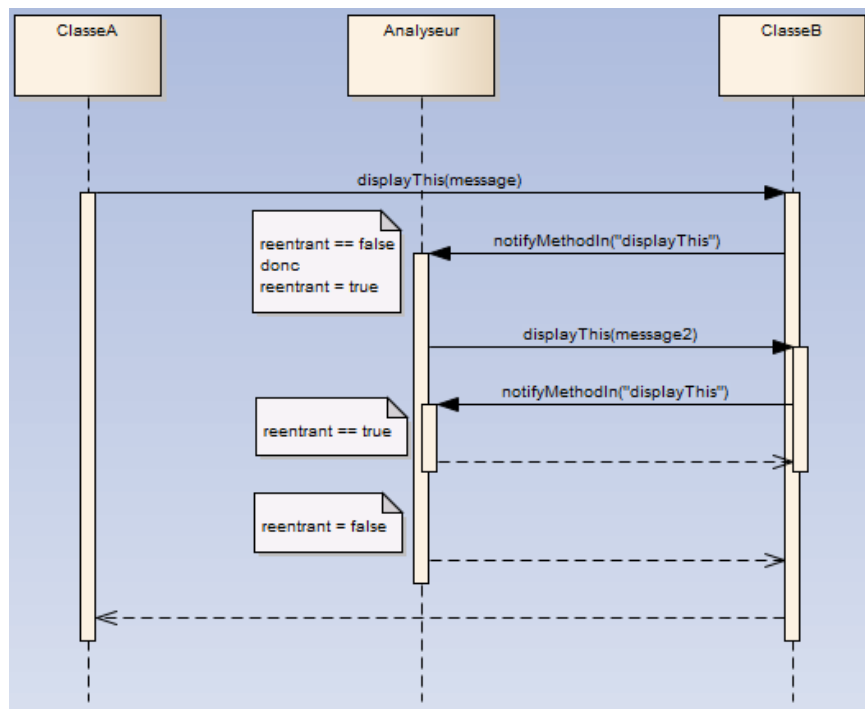 ClasseA
Analyseur
ClasseB
displayThis(message)
reentrant == false
donc
reentrant = true
notifyMethodIn("displayThis")
displayThis(message2)
notifyMethodIn("displayThis")
reentrant == true
reentrant = false